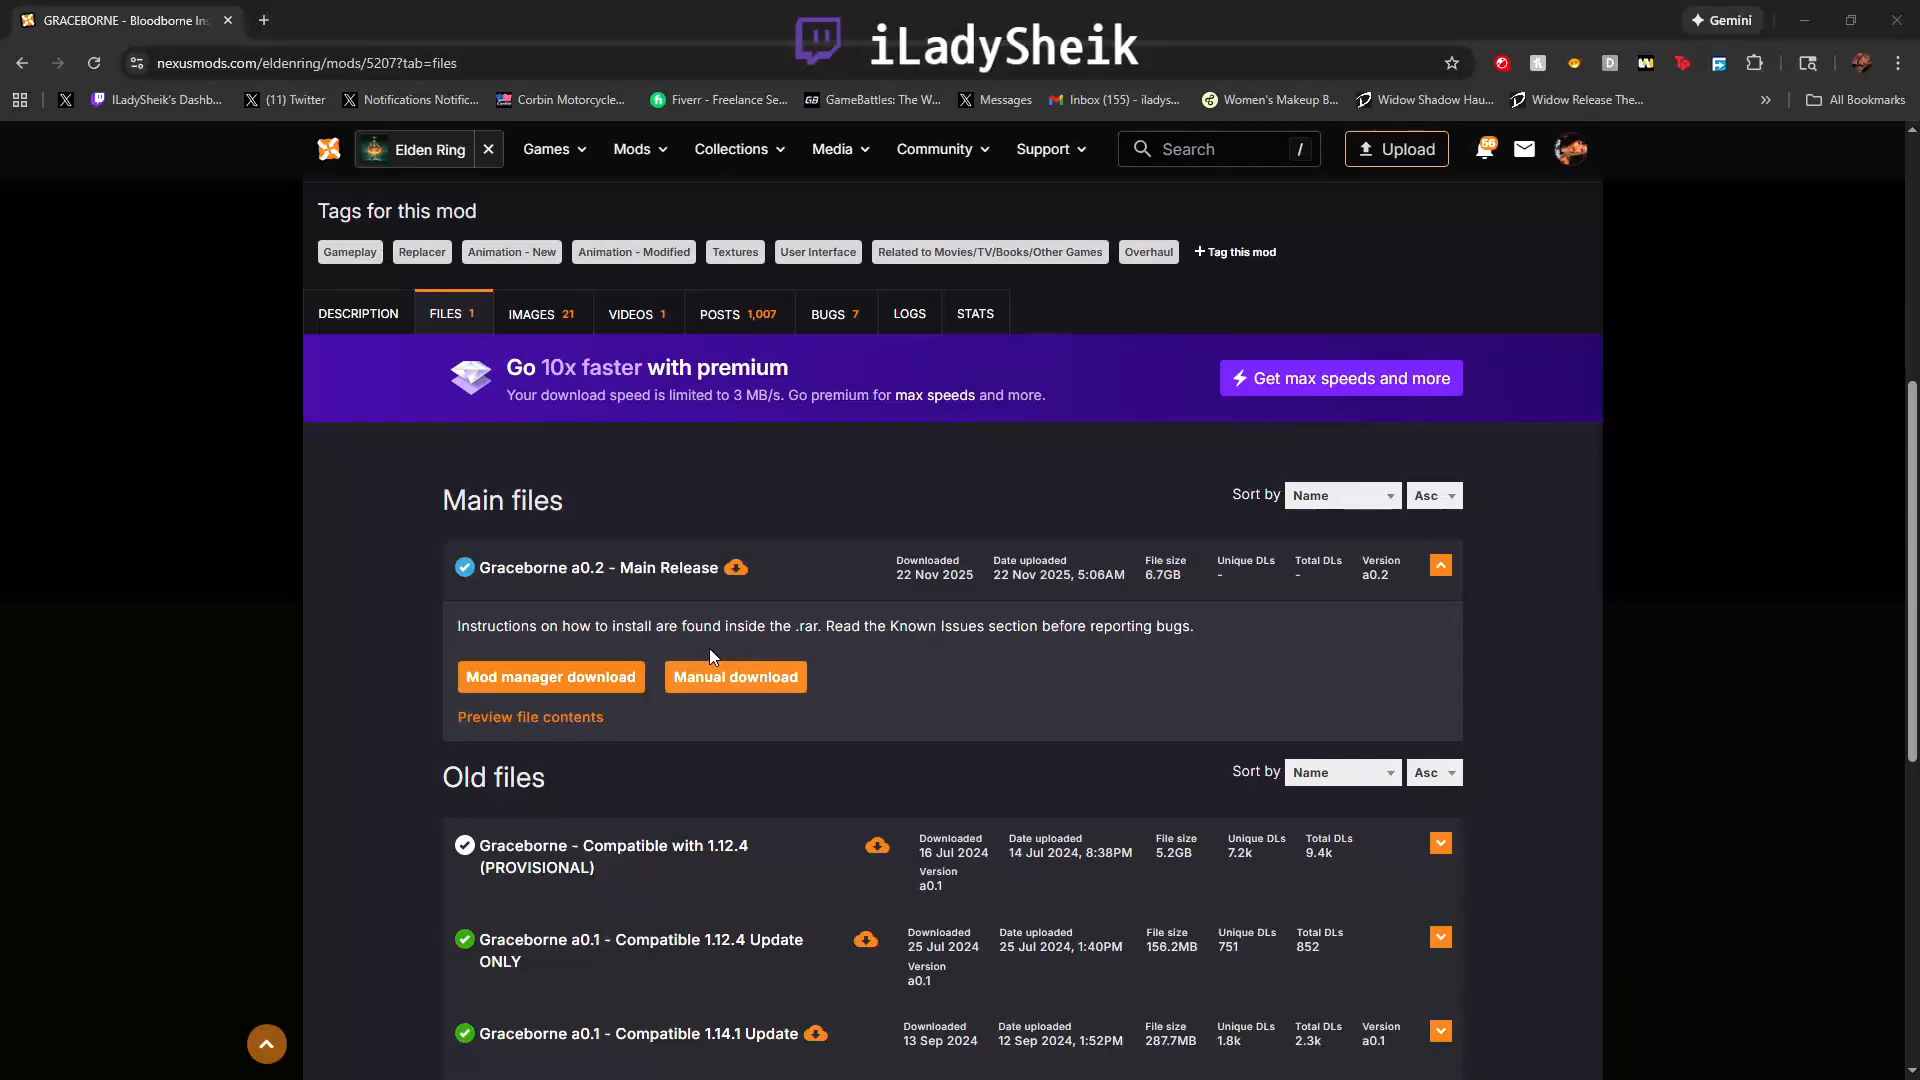 GRACEBORNE - Bloodborne Ins
iLadySheik
Gemini
nexusmods.com/eldenring/mods/5207?tab=files
ILadySheik's Dashb...
(11) Twitter
Notifications Notific...
Corbin Motorcycle...
Fiverr - Freelance Se...
GameBattles: The W...
Messages
Inbox (155) - iladys...
Women's Makeup B...
Widow Shadow Hau...
Widow Release The...
All Bookmarks
Elden Ring
Games
Mods
Collections
Media
Community
Support
Search
/
Upload
56
Tags for this mod
Gameplay
Replacer
Animation - New
Animation - Modified
Textures
User Interface
Related to Movies/TV/Books/Other Games
Overhaul
+ Tag this mod
DESCRIPTION
FILES 1
IMAGES 21
VIDEOS 1
POSTS 1,007
BUGS 7
LOGS
STATS
Go 10x faster with premium
Your download speed is limited to 3 MB/s. Go premium for max speeds and more.
Get max speeds and more
Main files
Sort by Name Asc
Graceborne a0.2 - Main Release
Downloaded
22 Nov 2025
Date uploaded
22 Nov 2025, 5:06AM
File size
6.7GB
Unique DLs
-
Total DLs
-
Version
a0.2
Instructions on how to install are found inside the .rar. Read the Known Issues section before reporting bugs.
Mod manager download
Manual download
Preview file contents
Old files
Sort by Name Asc
Graceborne - Compatible with 1.12.4
(PROVISIONAL)
Downloaded
16 Jul 2024
Date uploaded
14 Jul 2024, 8:38PM
File size
5.2GB
Unique DLs
7.2k
Total DLs
9.4k
Version
a0.1
Graceborne a0.1 - Compatible 1.12.4 Update
ONLY
Downloaded
25 Jul 2024
Date uploaded
25 Jul 2024, 1:40PM
File size
156.2MB
Unique DLs
751
Total DLs
852
Version
a0.1
Graceborne a0.1 - Compatible 1.14.1 Update
Downloaded
13 Sep 2024
Date uploaded
12 Sep 2024, 1:52PM
File size
287.7MB
Unique DLs
1.8k
Total DLs
2.3k
Version
a0.1